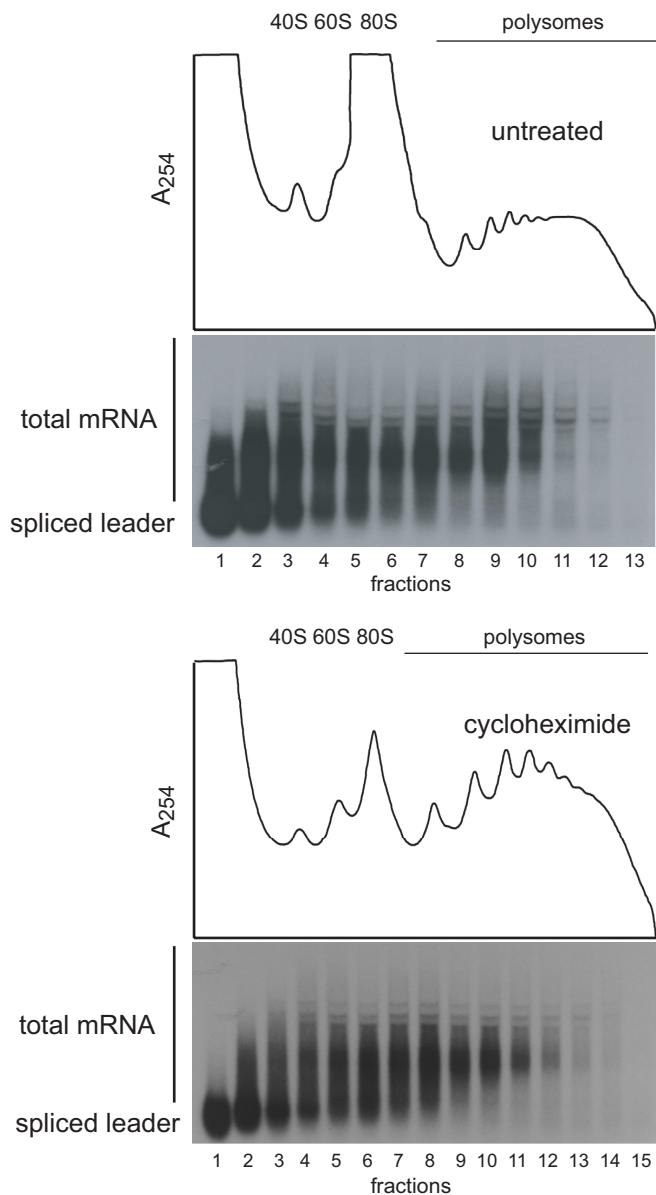 40S 60S 80S polysomes
untreated
A254
total mRNA
spliced leader
1 2 3 4 5 6 7 8 9 10 11 12 13
fractions
40S 60S 80S polysomes
cycloheximide
A254
total mRNA
spliced leader
1 2 3 4 5 6 7 8 9 10 11 12 13 14 15
fractions